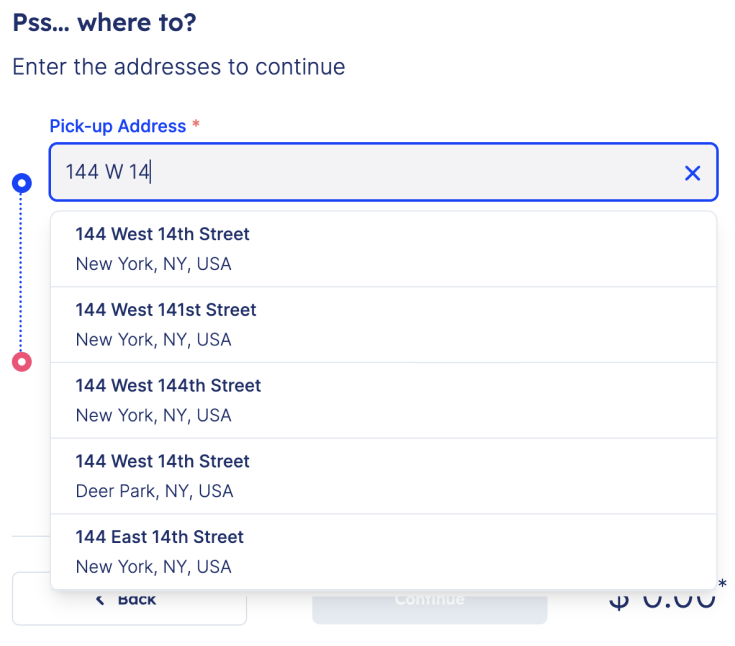 Pss... where to?
Enter the addresses to continue
Pick-up Address *
144 W 14
144 West 14th Street
New York, NY, USA
144 West 141st Street
New York, NY, USA
144 West 144th Street
New York, NY, USA
144 West 14th Street
Deer Park, NY, USA
144 East 14th Street
New York, NY, USA
Back
Continue
$ 0.00*